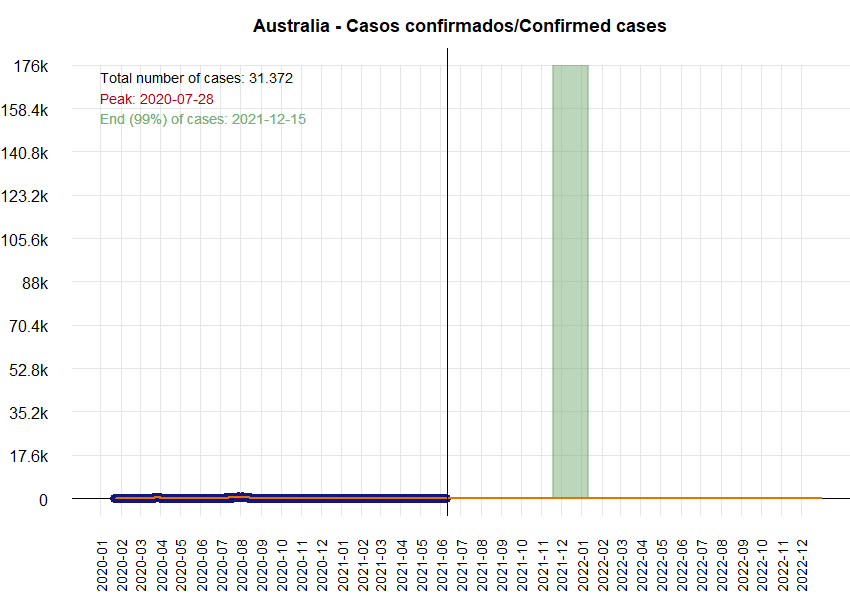 Australia - Casos confirmados/Confirmed cases
176k
Total number of cases: 31.372
Peak: 2020-07-28
158.4k
End (99%) of cases: 2021-12-15
140.8k
123.2k
105.6k
88k
70.4k
52.8k
35.2k
17.6k
0
2020-01
2020-02
2020-03
2020-04
2020-05
2020-06
2020-07
2020-08
2020-09
2020-10
2020-11
2020-12
2021-01
2021-02
2021-03
2021-04
2021-05
2021-06
2021-07
2021-08
2021-09
2021-10
2021-11
2021-12
2022-01
2022-02
2022-03
2022-04
2022-05
2022-06
2022-07
2022-08
2022-09
2022-10
2022-11
2022-12